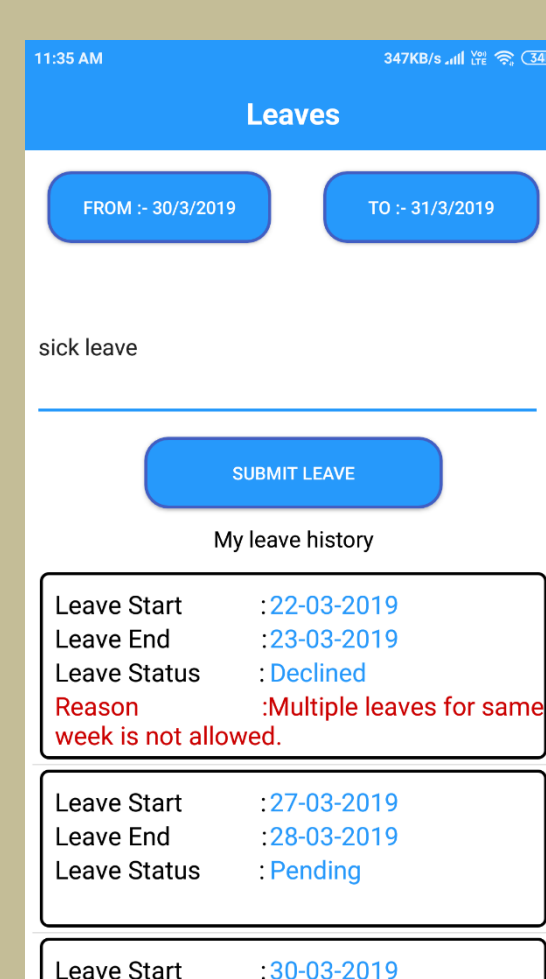 11:35 AM 347KB/s Vo) LTE 34
Leaves
FROM :- 30/3/2019 TO :- 31/3/2019
sick leave
SUBMIT LEAVE
My leave history
Leave Start :22-03-2019
Leave End :23-03-2019
Leave Status : Declined
Reason :Multiple leaves for same
week is not allowed.
Leave Start :27-03-2019
Leave End :28-03-2019
Leave Status : Pending
Leave Start :30-03-2019